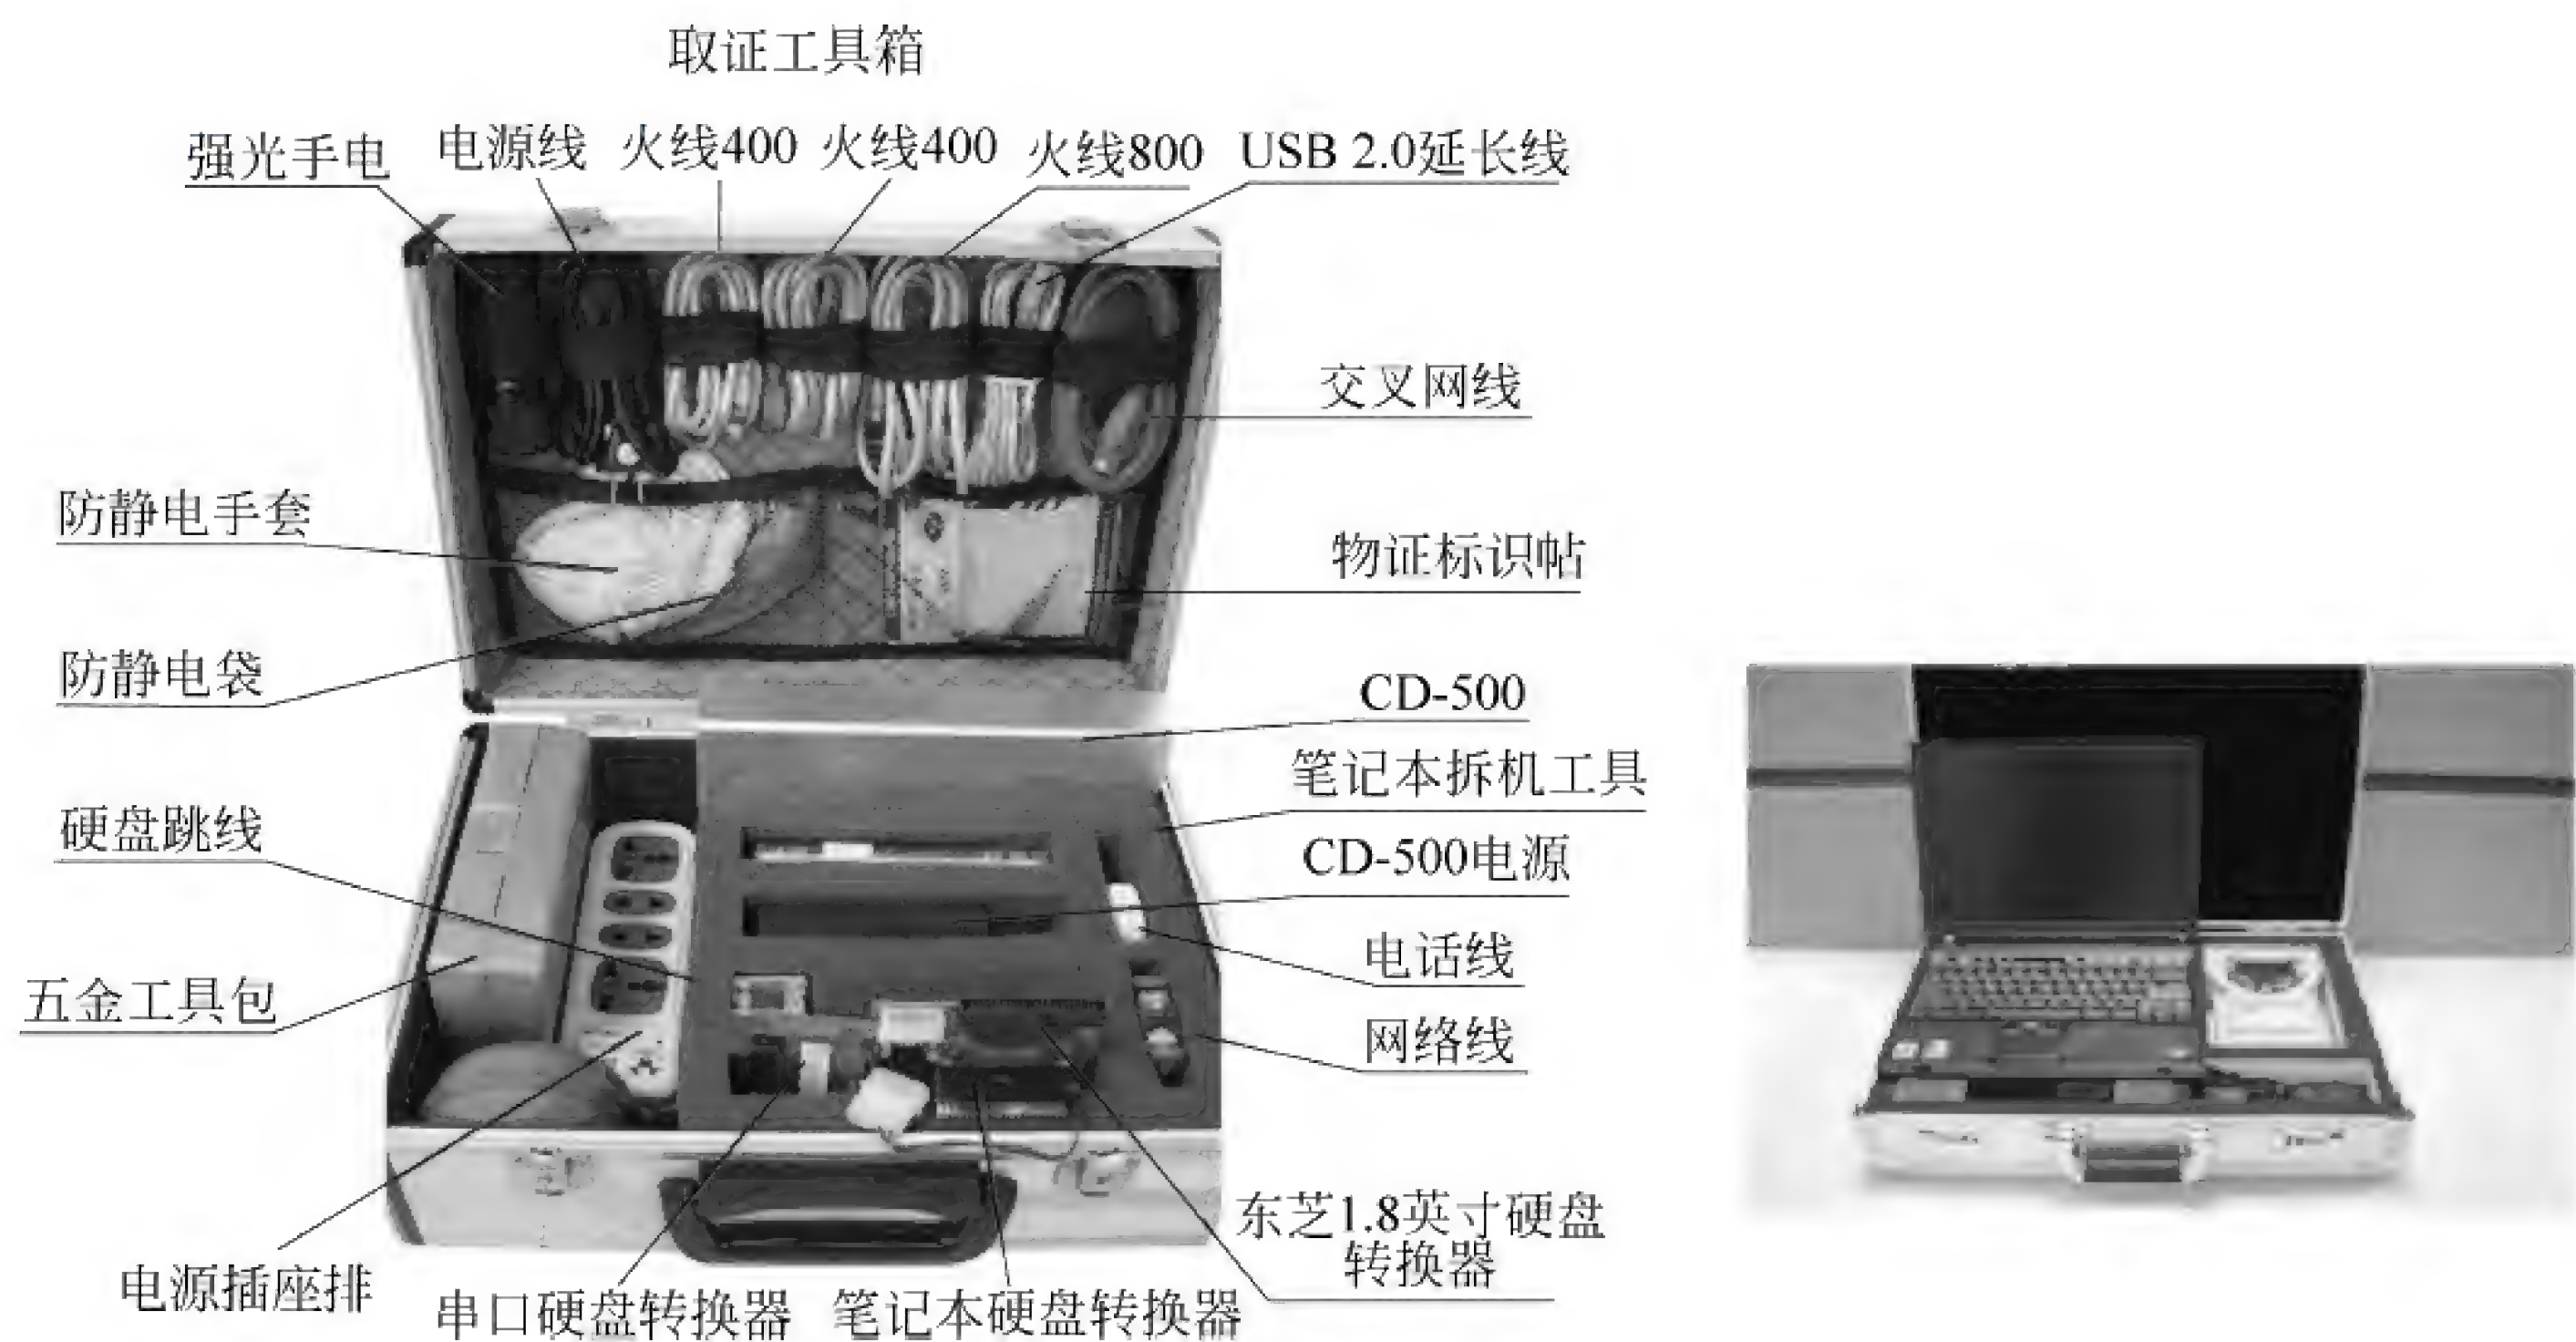 取证工具箱
强光手电
电源线
火线400
火线400
火线800
USB 2.0延长线
交叉网线
防静电手套
物证标识帖
防静电袋
CD-500
笔记本拆机工具
硬盘跳线
CD-500电源
电话线
五金工具包
网络线
东芝1.8英寸硬盘
转换器
电源插座排
串口硬盘转换器
笔记本硬盘转换器